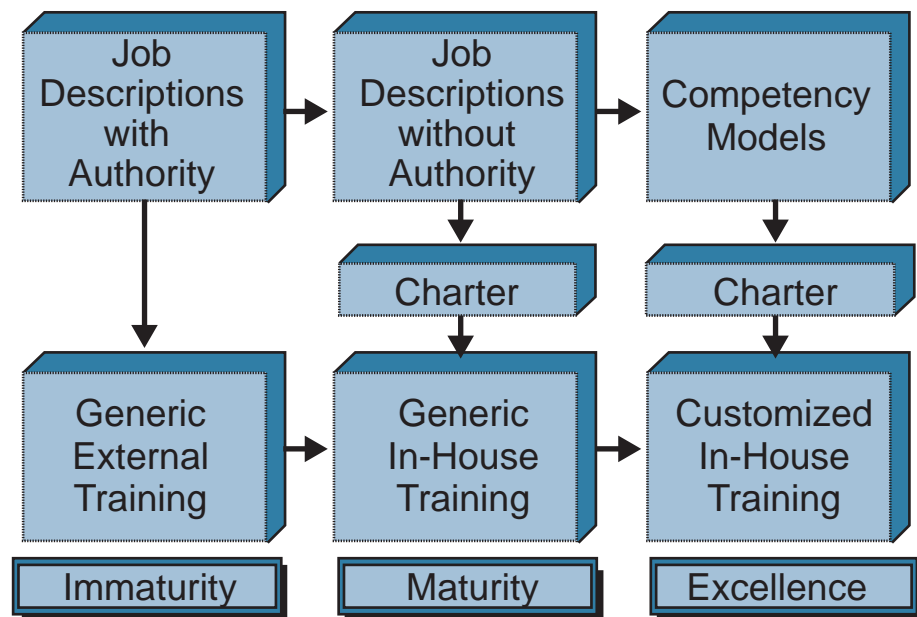 Job
Descriptions
with
Authority
Job
Descriptions
without
Authority
Competency
Models
Charter
Charter
Generic
External
Training
Generic
In-House
Training
Customized
In-House
Training
Immaturity
Maturity
Excellence